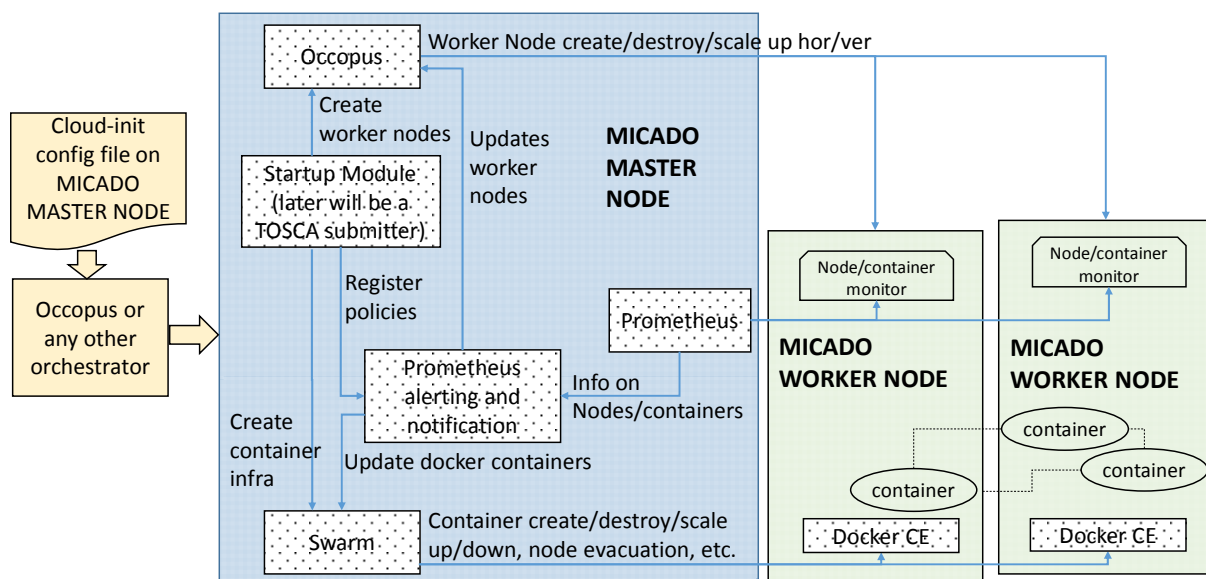 Cloud-init
config file on
MICADO
MASTER NODE
Occopus or
any other
orchestrator
Occopus
Worker Node create/destroy/scale up hor/ver
Create
worker nodes
Updates
worker
nodes
MICADO
MASTER
NODE
Startup Module
(later will be a
TOSCA submitter)
Register
policies
Prometheus
Prometheus
alerting and
notification
Info on
Nodes/containers
Create
container
infra
Update docker containers
Swarm
Container create/destroy/scale
up/down, node evacuation, etc.
Node/container
monitor
MICADO
WORKER NODE
container
Docker CE
Node/container
monitor
MICADO
WORKER NODE
container
container
Docker CE